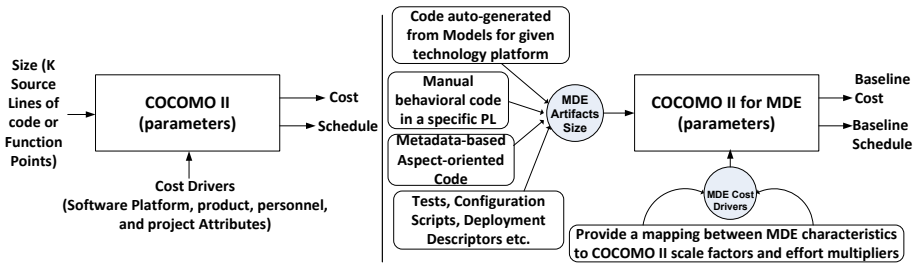 Size (K
Source
Lines of
code or
Function
Points)
COCOMO II
(parameters)
Cost
Schedule
Cost Drivers
(Software Platform, product, personnel,
and project Attributes)
Code auto-generated
from Models for given
technology platform
Manual
behavioral code
in a specific PL
Metadata-based
Aspect-oriented
Code
Tests, Configuration
Scripts, Deployment
Descriptors etc.
MDE
Artifacts
Size
COCOMO II for MDE
(parameters)
Baseline
Cost
Baseline
Schedule
MDE Cost
Drivers
Provide a mapping between MDE characteristics
to COCOMO II scale factors and effort multipliers